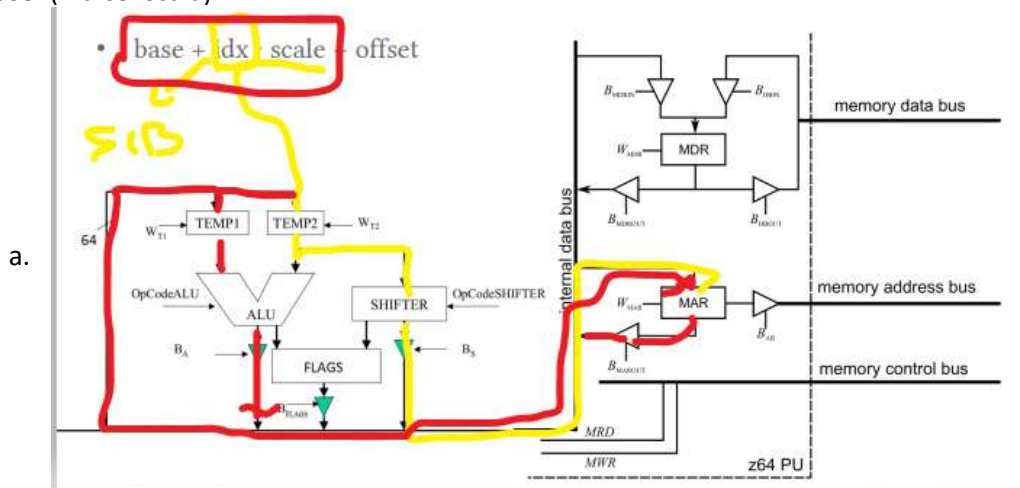 • base + idx · scale + offset
SIB
a.
64
TEMP1
TEMP2
W_T1
W_T2
OpCodeALU
ALU
SHIFTER
OpCodeSHIFTER
B_A
B_S
FLAGS
B_FLAGS
internal data bus
B_MDRIN
B_DBIN
memory data bus
W_MDR
MDR
B_MDROUT
B_DBOUT
W_MAR
MAR
memory address bus
B_AB
B_MAROUT
memory control bus
MRD
MWR
z64 PU